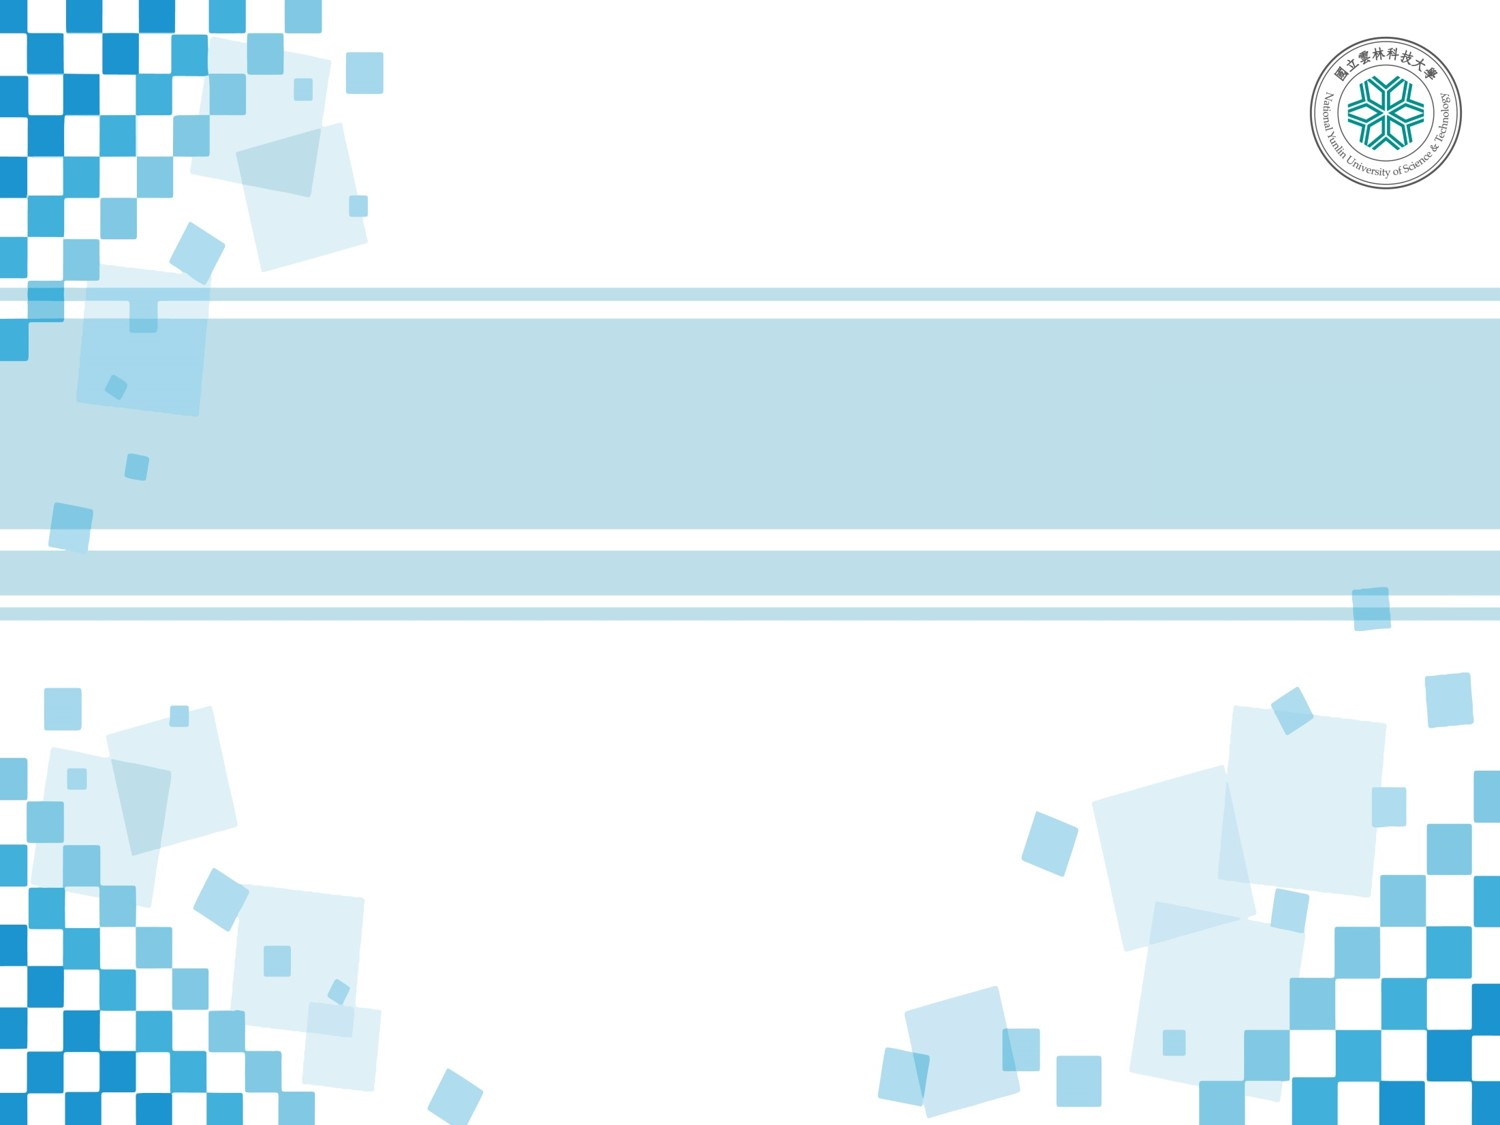 國立雲林科技大學
National Yunlin University of Science & Technology